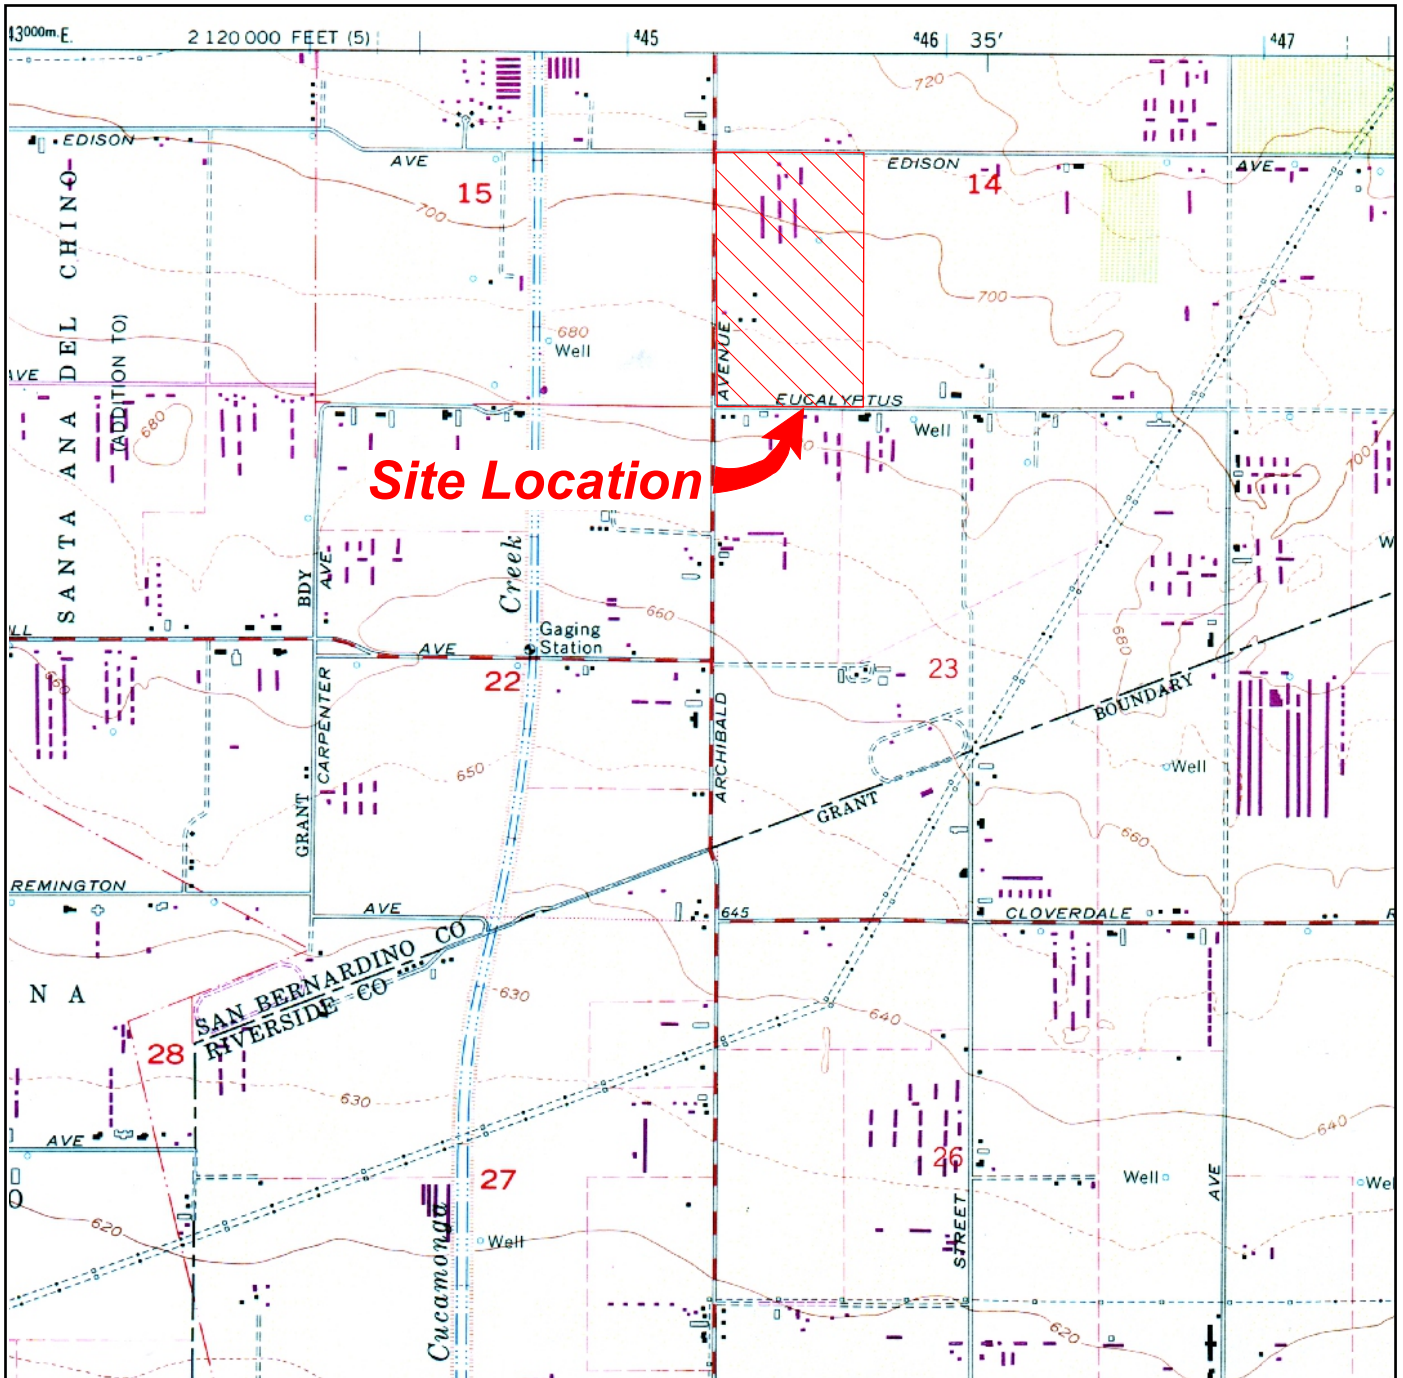 43000m.E.
2 120 000 FEET (5)
445
446
35'
447
720
EDISON
AVE
EDISON
AVE
15
14
700
700
SANTA ANA DEL CHINO
(ADDITION TO)
680
Well
AVENUE
AVE
EUCALYPTUS
680
Well
700
Site Location
Creek
BDY
AVE
660
Gaging
Station
AVE
22
23
680
660
BOUNDARY
CARPENTER
ARCHIBALD
650
Well
GRANT
GRANT
660
REMINGTON
AVE
645
CLOVERDALE
N A
SAN BERNARDINO CO
RIVERSIDE CO
630
640
28
630
640
AVE
26
27
Well
Wel
AVE
620
Well
STREET
Cucamonga
620